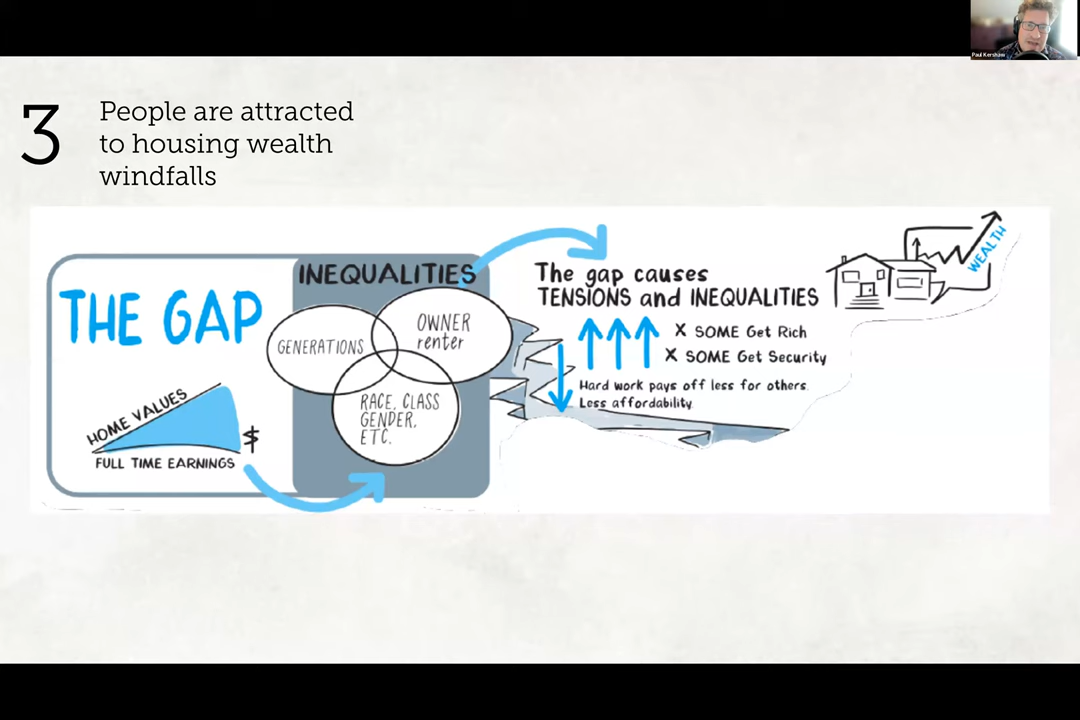 Paul Kershaw
3
People are attracted
to housing wealth
windfalls
THE GAP
HOME VALUES
$
FULL TIME EARNINGS
INEQUALITIES
GENERATIONS
OWNER
renter
RACE, CLASS
GENDER,
ETC.
The gap causes
TENSIONS and INEQUALITIES
X SOME Get Rich
X SOME Get Security
Hard work pays off less for others.
Less affordability.
WEALTH